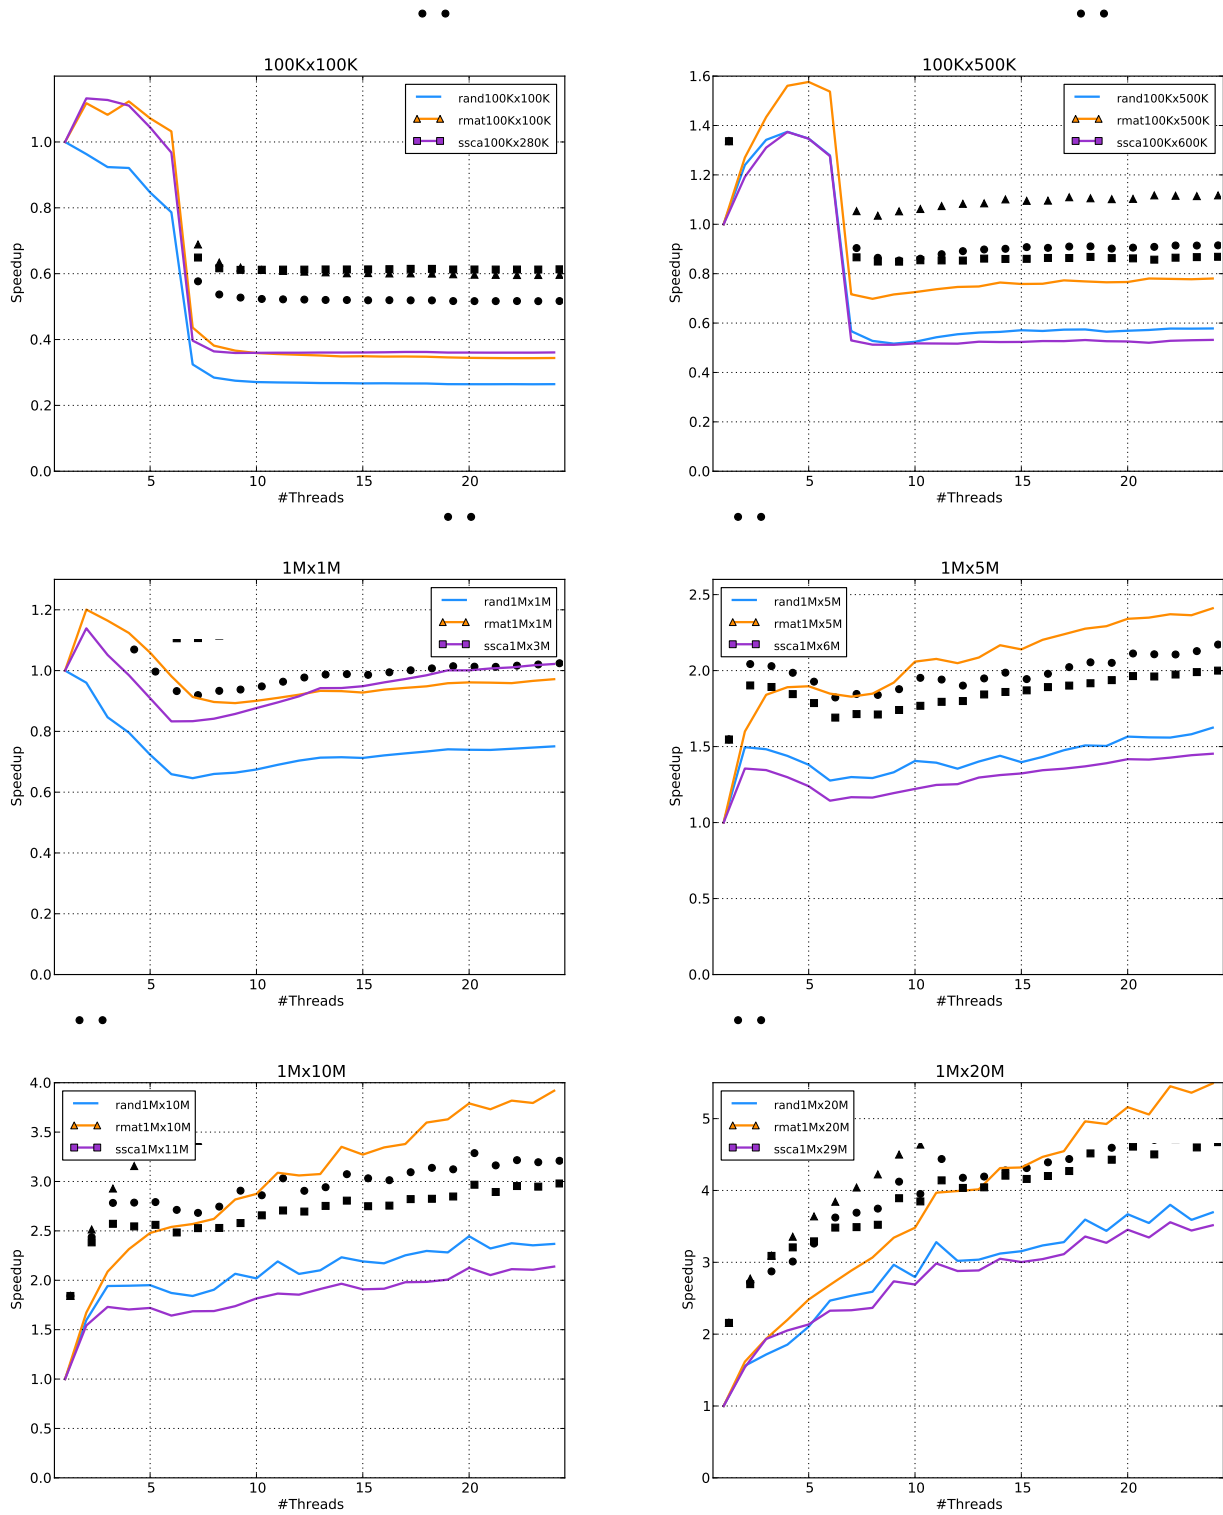 100Kx100K
rand100Kx100K
rmat100Kx100K
ssca100Kx280K
Speedup
1.0
0.8
0.6
0.4
0.2
0.0
5 10 15 20
#Threads
100Kx500K
rand100Kx500K
rmat100Kx500K
ssca100Kx600K
Speedup
1.6
1.4
1.2
1.0
0.8
0.6
0.4
0.2
0.0
5 10 15 20
#Threads
1Mx1M
rand1Mx1M
rmat1Mx1M
ssca1Mx3M
Speedup
1.2
1.0
0.8
0.6
0.4
0.2
0.0
5 10 15 20
#Threads
1Mx5M
rand1Mx5M
rmat1Mx5M
ssca1Mx6M
Speedup
2.5
2.0
1.5
1.0
0.5
0.0
5 10 15 20
#Threads
1Mx10M
rand1Mx10M
rmat1Mx10M
ssca1Mx11M
Speedup
4.0
3.5
3.0
2.5
2.0
1.5
1.0
0.5
0.0
5 10 15 20
#Threads
1Mx20M
rand1Mx20M
rmat1Mx20M
ssca1Mx29M
Speedup
5
4
3
2
1
0
5 10 15 20
#Threads